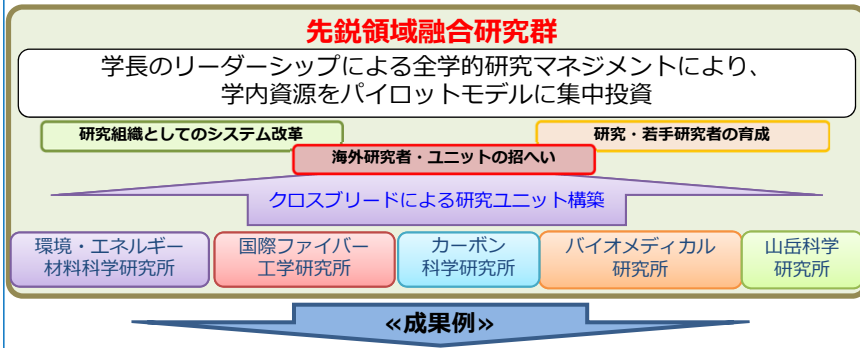 先鋭領域融合研究群
学長のリーダーシップによる全学的研究マネジメントにより、
学内資源をパイロットモデルに集中投資
研究組織としてのシステム改革
研究・若手研究者の育成
海外研究者・ユニットの招へい
クロスブリードによる研究ユニット構築
環境・エネルギー
材料科学研究所
国際ファイバー
工学研究所
カーボン
科学研究所
バイオメディカル
研究所
山岳科学
研究所
≪成果例≫